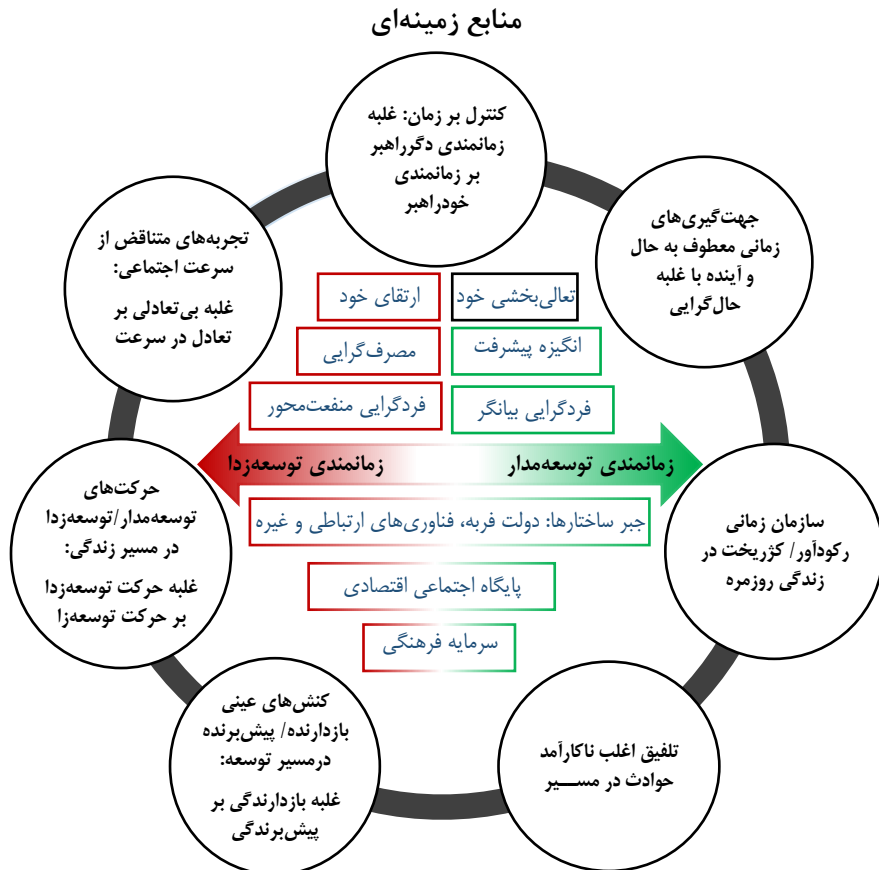 منابع زمینه‌ای
کنترل بر زمان: غلبه
زمانمندی دگرراهبر
بر زمانمندی
خودراهبر
جهت‌گیری‌های
زمانی معطوف به حال
و آینده با غلبه
حال‌گرایی
سازمان زمانی
رکودآور/ کژریخت در
زندگی روزمره
تلفیق اغلب ناکارآمد
حوادث در مســـیر
کنش‌های عینی
بازدارنده/ پیش‌برنده
درمسیر توسعه:
غلبه بازدارندگی بر
پیش‌برندگی
حرکت‌های
توسعه‌مدار/توسعه‌زدا
در مسیر زندگی:
غلبه حرکت توسعه‌زدا
بر حرکت توسعه‌زا
تجربه‌های متناقض از
سرعت اجتماعی:
غلبه بی‌تعادلی بر
تعادل در سرعت
تعالی‌بخشی خود
ارتقای خود
انگیزه پیشرفت
مصرف‌گرایی
فردگرایی بیانگر
فردگرایی منفعت‌محور
زمانمندی توسعه‌مدار
زمانمندی توسعه‌زدا
جبر ساختارها: دولت فربه، فناوری‌های ارتباطی و غیره
پایگاه اجتماعی اقتصادی
سرمایه فرهنگی